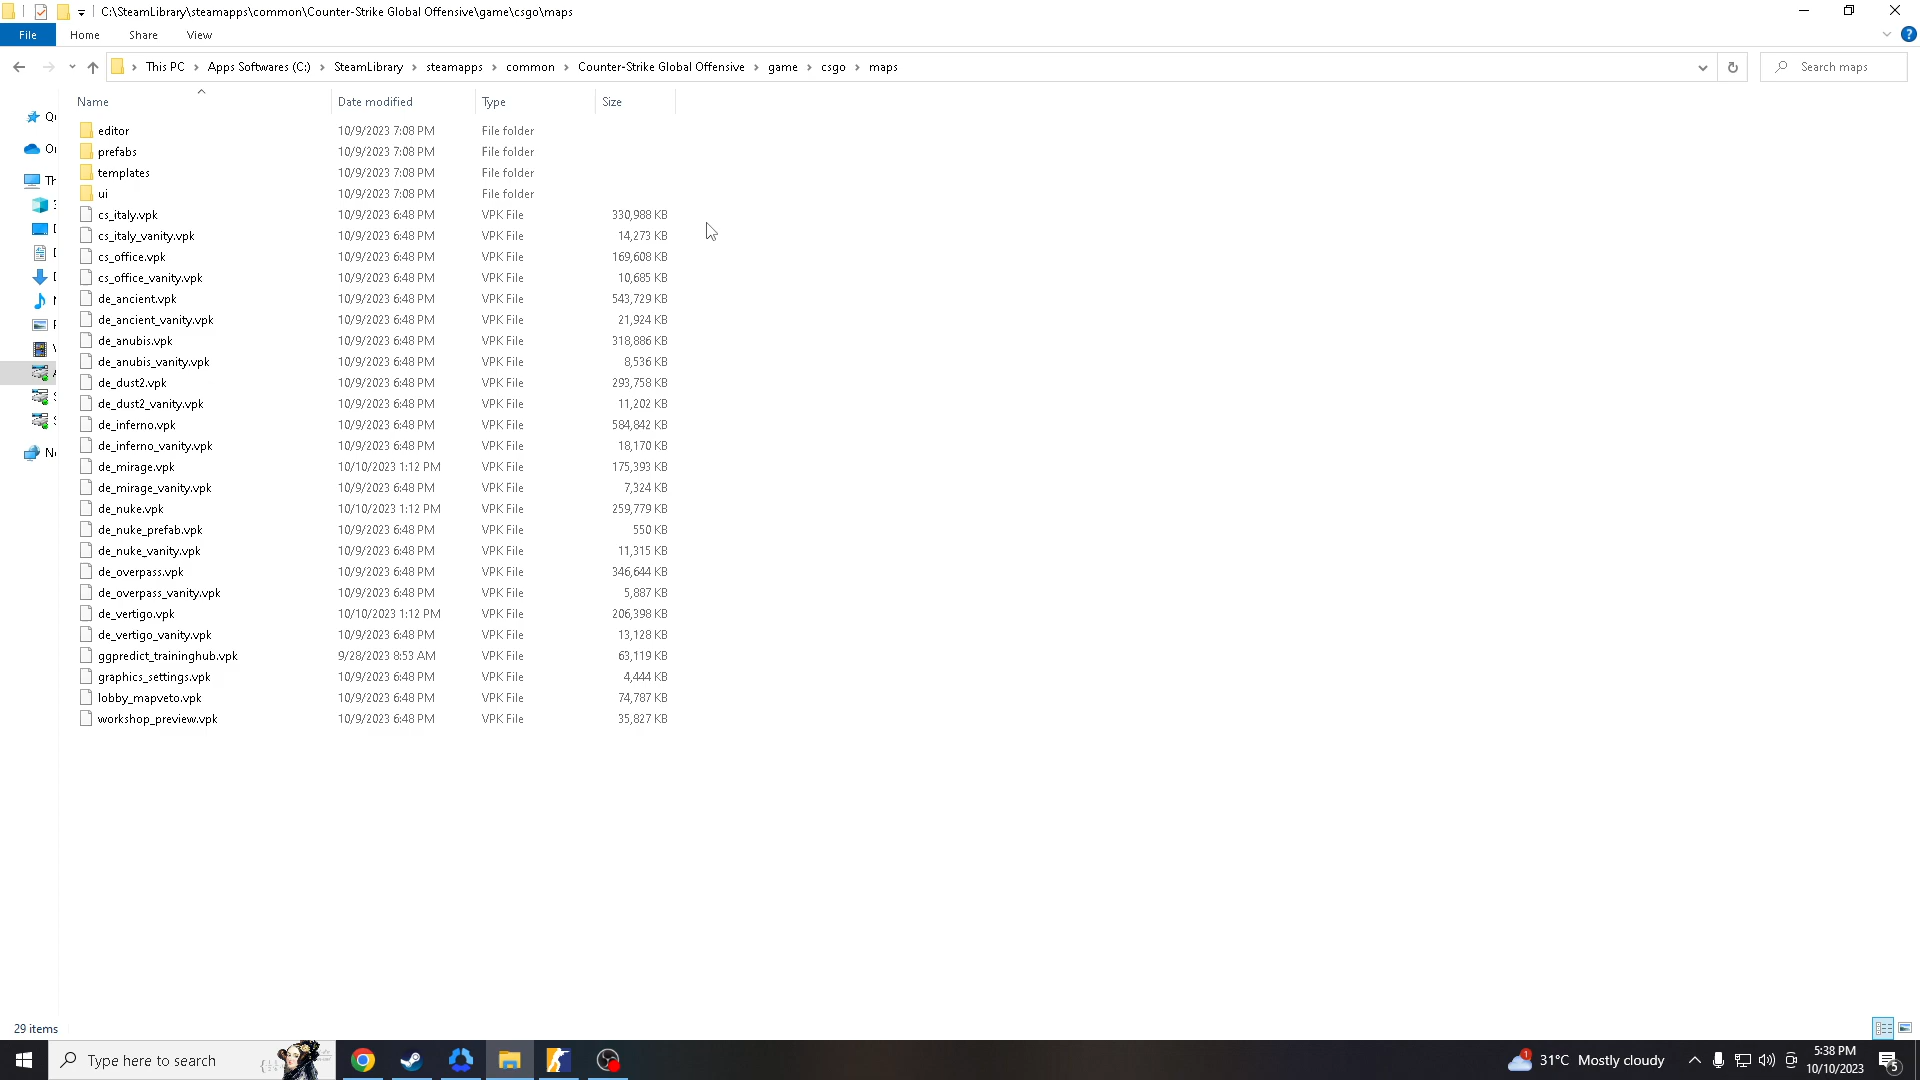 C:\SteamLibrary\steamapps\common\Counter-Strike Global Offensive\game\csgo\maps
File Home Share View
This PC Apps Softwares (C:) SteamLibrary steamapps common Counter-Strike Global Offensive game csgo maps Search maps
Name Date modified Type Size
editor 10/9/2023 7:08 PM File folder
prefabs 10/9/2023 7:08 PM File folder
templates 10/9/2023 7:08 PM File folder
ui 10/9/2023 7:08 PM File folder
cs_italy.vpk 10/9/2023 6:48 PM VPK File 330,988 KB
cs_italy_vanity.vpk 10/9/2023 6:48 PM VPK File 14,273 KB
cs_office.vpk 10/9/2023 6:48 PM VPK File 169,608 KB
cs_office_vanity.vpk 10/9/2023 6:48 PM VPK File 10,685 KB
de_ancient.vpk 10/9/2023 6:48 PM VPK File 543,729 KB
de_ancient_vanity.vpk 10/9/2023 6:48 PM VPK File 21,924 KB
de_anubis.vpk 10/9/2023 6:48 PM VPK File 318,886 KB
de_anubis_vanity.vpk 10/9/2023 6:48 PM VPK File 8,536 KB
de_dust2.vpk 10/9/2023 6:48 PM VPK File 293,758 KB
de_dust2_vanity.vpk 10/9/2023 6:48 PM VPK File 11,202 KB
de_inferno.vpk 10/9/2023 6:48 PM VPK File 584,842 KB
de_inferno_vanity.vpk 10/9/2023 6:48 PM VPK File 18,170 KB
de_mirage.vpk 10/10/2023 1:12 PM VPK File 175,393 KB
de_mirage_vanity.vpk 10/9/2023 6:48 PM VPK File 7,324 KB
de_nuke.vpk 10/10/2023 1:12 PM VPK File 259,779 KB
de_nuke_prefab.vpk 10/9/2023 6:48 PM VPK File 550 KB
de_nuke_vanity.vpk 10/9/2023 6:48 PM VPK File 11,315 KB
de_overpass.vpk 10/9/2023 6:48 PM VPK File 346,644 KB
de_overpass_vanity.vpk 10/9/2023 6:48 PM VPK File 5,887 KB
de_vertigo.vpk 10/10/2023 1:12 PM VPK File 206,398 KB
de_vertigo_vanity.vpk 10/9/2023 6:48 PM VPK File 13,128 KB
ggpredict_traininghub.vpk 9/28/2023 8:53 AM VPK File 63,119 KB
graphics_settings.vpk 10/9/2023 6:48 PM VPK File 4,444 KB
lobby_mapveto.vpk 10/9/2023 6:48 PM VPK File 74,787 KB
workshop_preview.vpk 10/9/2023 6:48 PM VPK File 35,827 KB
29 items
Type here to search 1 31°C Mostly cloudy 5:38 PM
10/10/2023 5